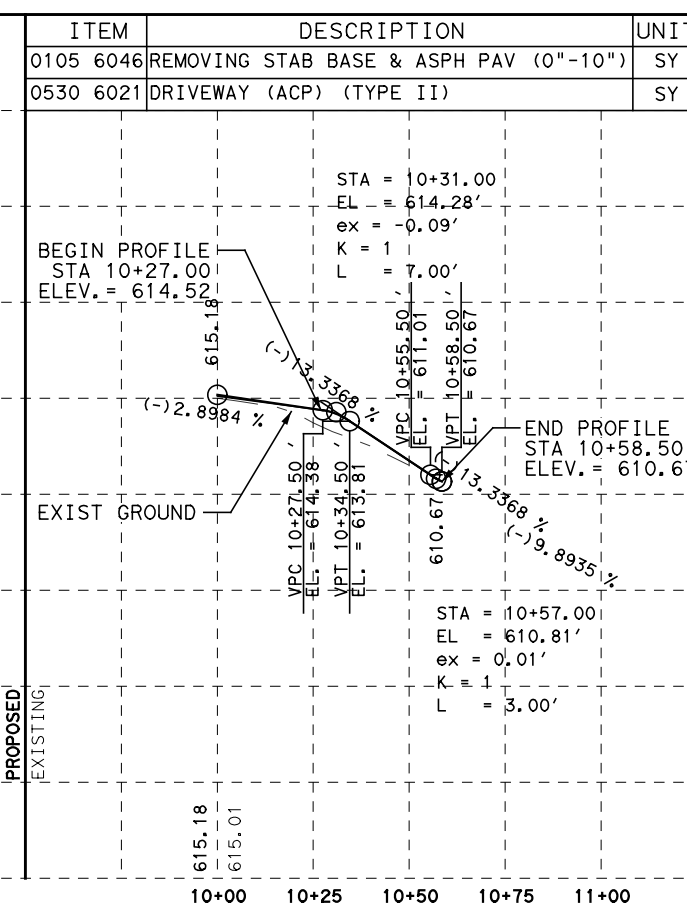 ITEM DESCRIPTION UNIT
0105 6046 REMOVING STAB BASE & ASPH PAV (0"-10") SY
0530 6021 DRIVEWAY (ACP) (TYPE II) SY
STA = 10+31.00
EL = 614.28'
ex = -0.09'
K = 1
L = 7.00'
BEGIN PROFILE
STA 10+27.00
ELEV.= 614.52
615.18
(-)2.8984 %
(-)13.3368 %
VPC 10+55.50
EL. = 611.01
VPT 10+58.50
EL. = 610.67
END PROFILE
STA 10+58.50
ELEV.= 610.67
(-)13.3368 %
(-)9.8935 %
EXIST GROUND
VPC 10+27.50
EL. = 614.38
VPT 10+34.50
EL. = 613.81
610.67
STA = 10+57.00
EL = 610.81'
ex = 0.01'
K = 1
L = 3.00'
PROPOSED
EXISTING
615.18
615.01
10+00 10+25 10+50 10+75 11+00